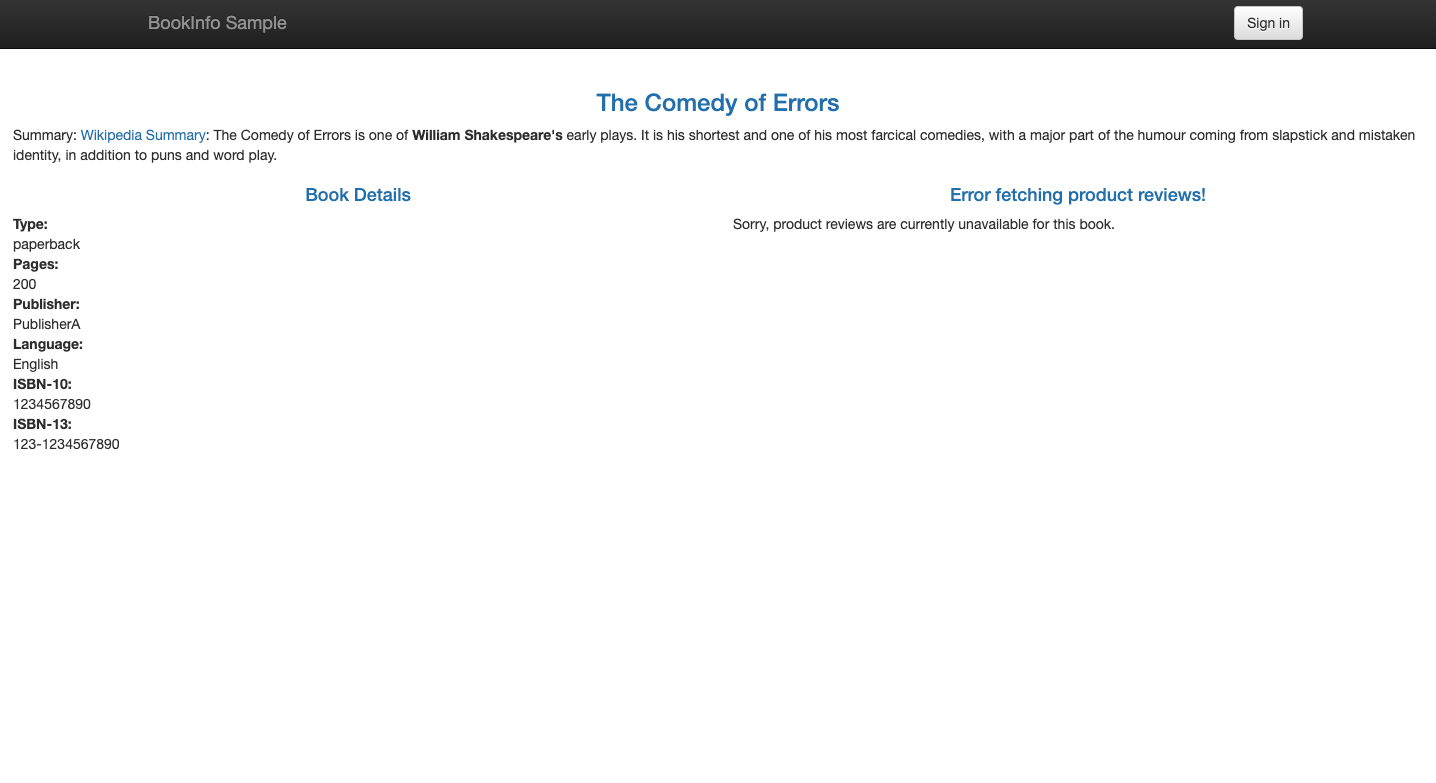 BookInfo Sample
Sign in
The Comedy of Errors
Summary: Wikipedia Summary: The Comedy of Errors is one of William Shakespeare's early plays. It is his shortest and one of his most farcical comedies, with a major part of the humour coming from slapstick and mistaken
identity, in addition to puns and word play.
Book Details
Type:
paperback
Pages:
200
Publisher:
PublisherA
Language:
English
ISBN-10:
1234567890
ISBN-13:
123-1234567890
Error fetching product reviews!
Sorry, product reviews are currently unavailable for this book.